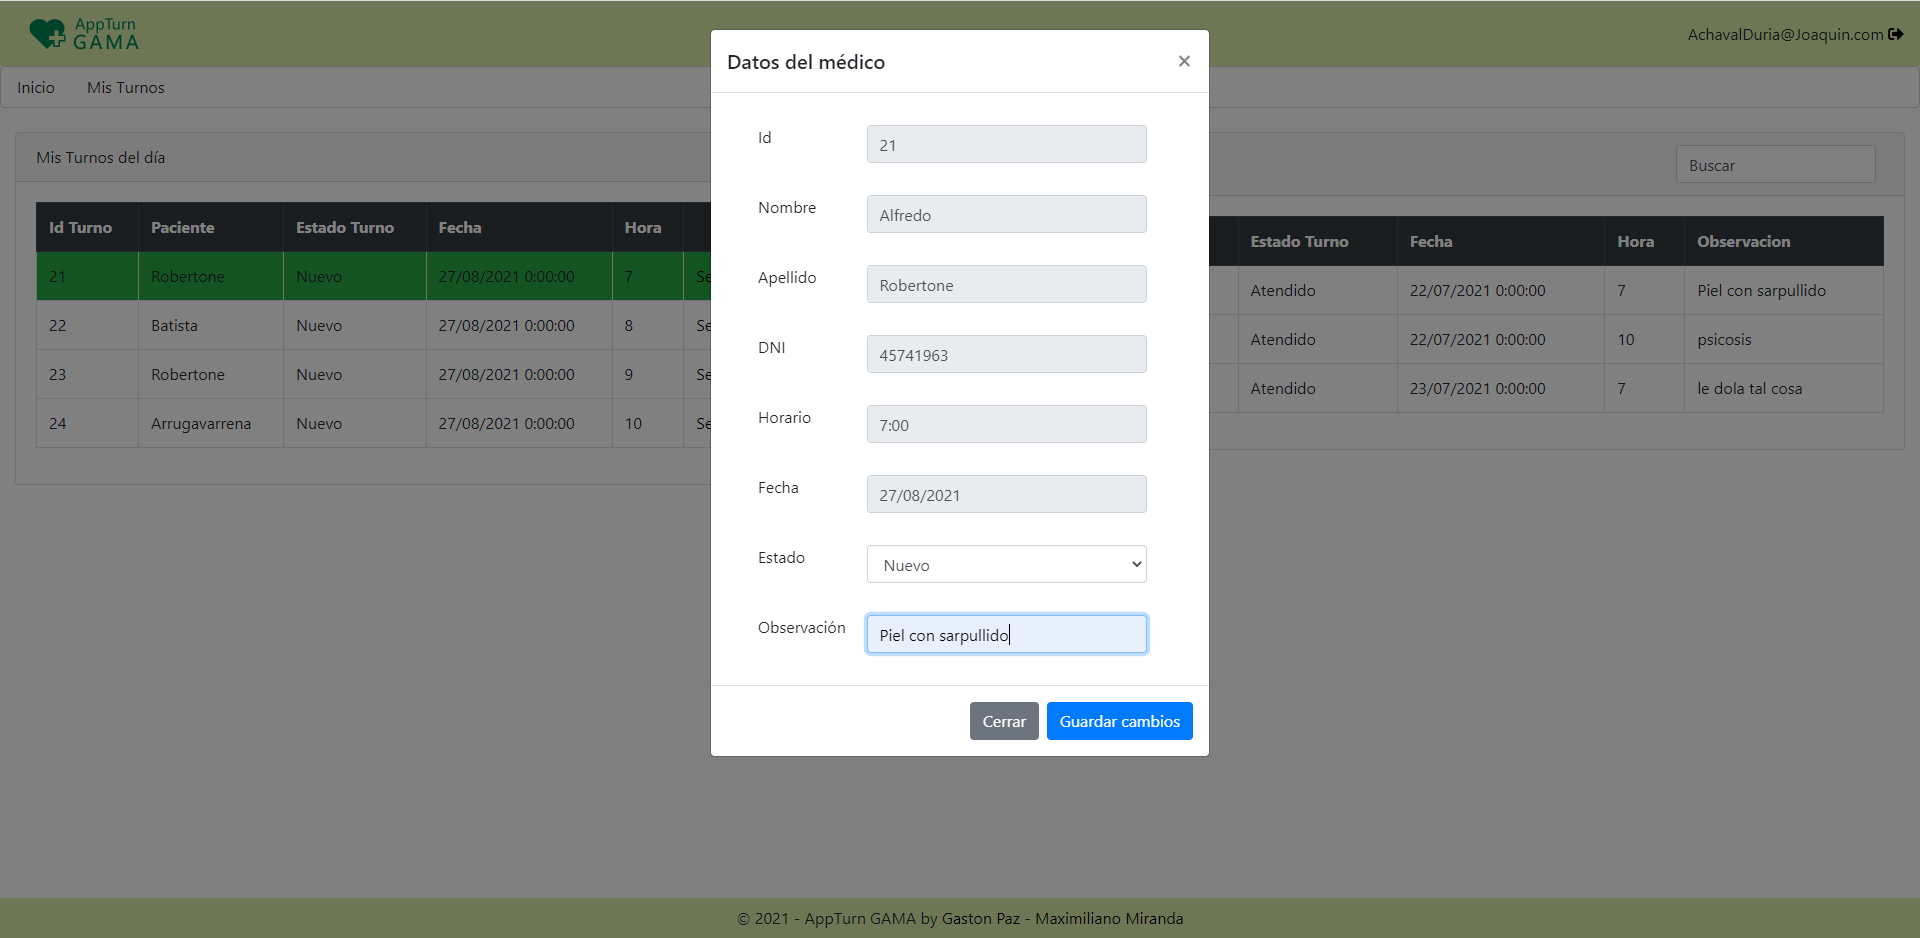 AppTurn
GAMA
AchavalDuria@Joaquin.com
Inicio Mis Turnos
Mis Turnos del día
Buscar
Id Turno Paciente Estado Turno Fecha Hora
21 Robertone Nuevo 27/08/2021 0:00:00 7 Se
22 Batista Nuevo 27/08/2021 0:00:00 8 Se
23 Robertone Nuevo 27/08/2021 0:00:00 9 Se
24 Arrugavarrena Nuevo 27/08/2021 0:00:00 10 Se
Datos del médico ×
Id 21
Nombre Alfredo
Apellido Robertone
DNI 45741963
Horario 7:00
Fecha 27/08/2021
Estado Nuevo
Observación Piel con sarpullido
Cerrar Guardar cambios
Estado Turno Fecha Hora Observacion
Atendido 22/07/2021 0:00:00 7 Piel con sarpullido
Atendido 22/07/2021 0:00:00 10 psicosis
Atendido 23/07/2021 0:00:00 7 le dola tal cosa
© 2021 - AppTurn GAMA by Gaston Paz - Maximiliano Miranda